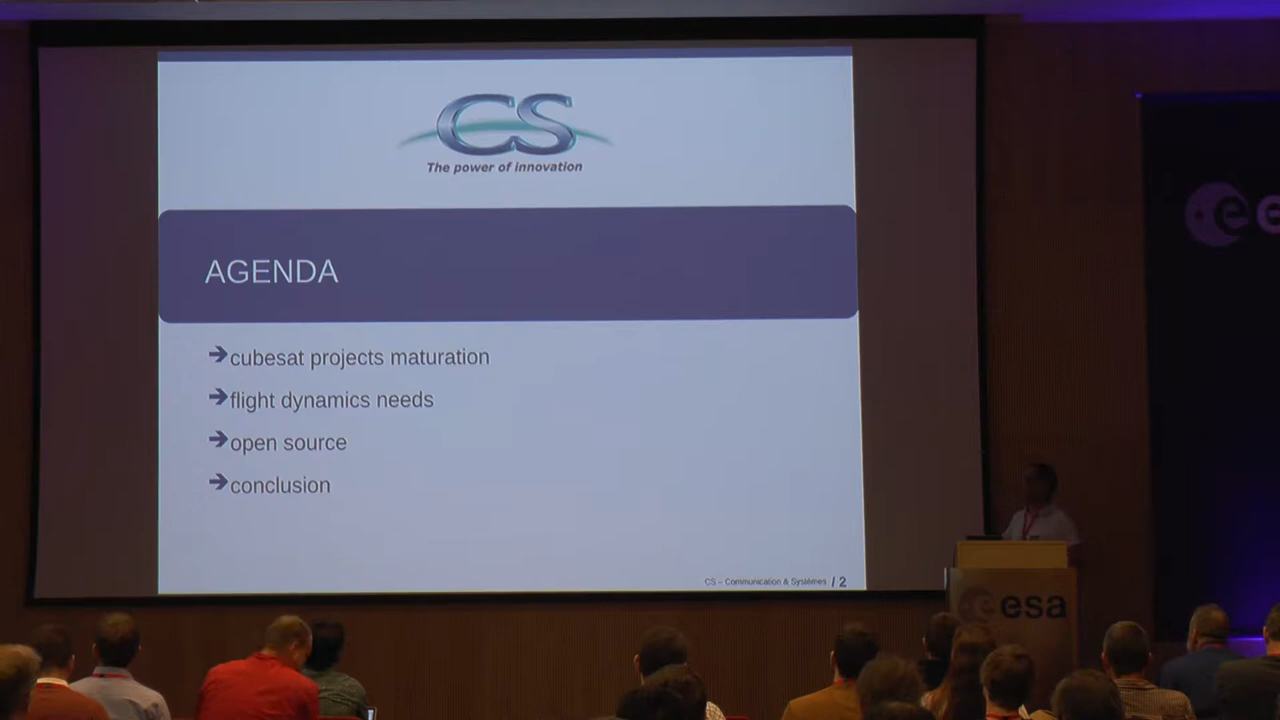 CS
The power of innovation
AGENDA
cubesat projects maturation
flight dynamics needs
open source
conclusion
CS – Communication & Systèmes / 2
esa